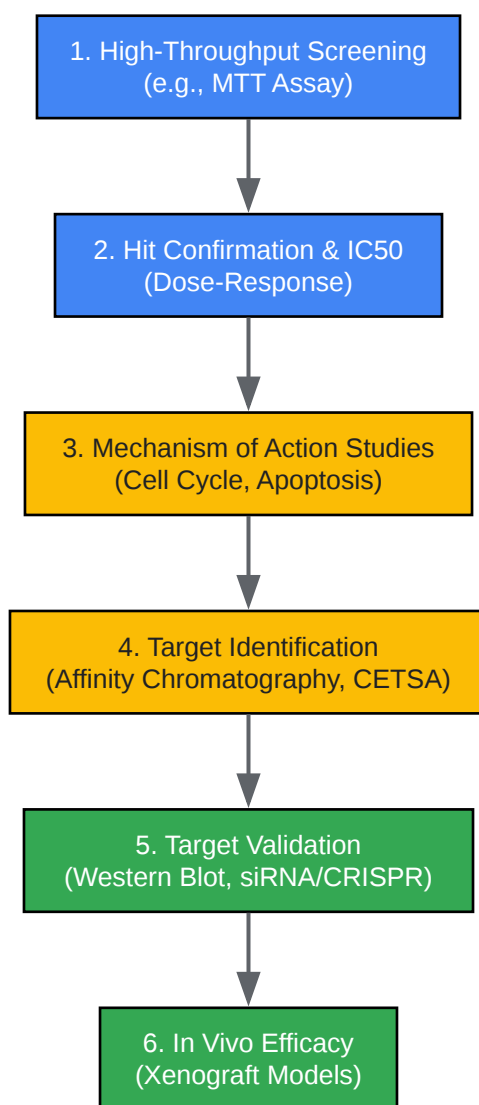 1. High-Throughput Screening
(e.g., MTT Assay)
2. Hit Confirmation & IC50
(Dose-Response)
3. Mechanism of Action Studies
(Cell Cycle, Apoptosis)
4. Target Identification
(Affinity Chromatography, CETSA)
5. Target Validation
(Western Blot, siRNA/CRISPR)
6. In Vivo Efficacy
(Xenograft Models)